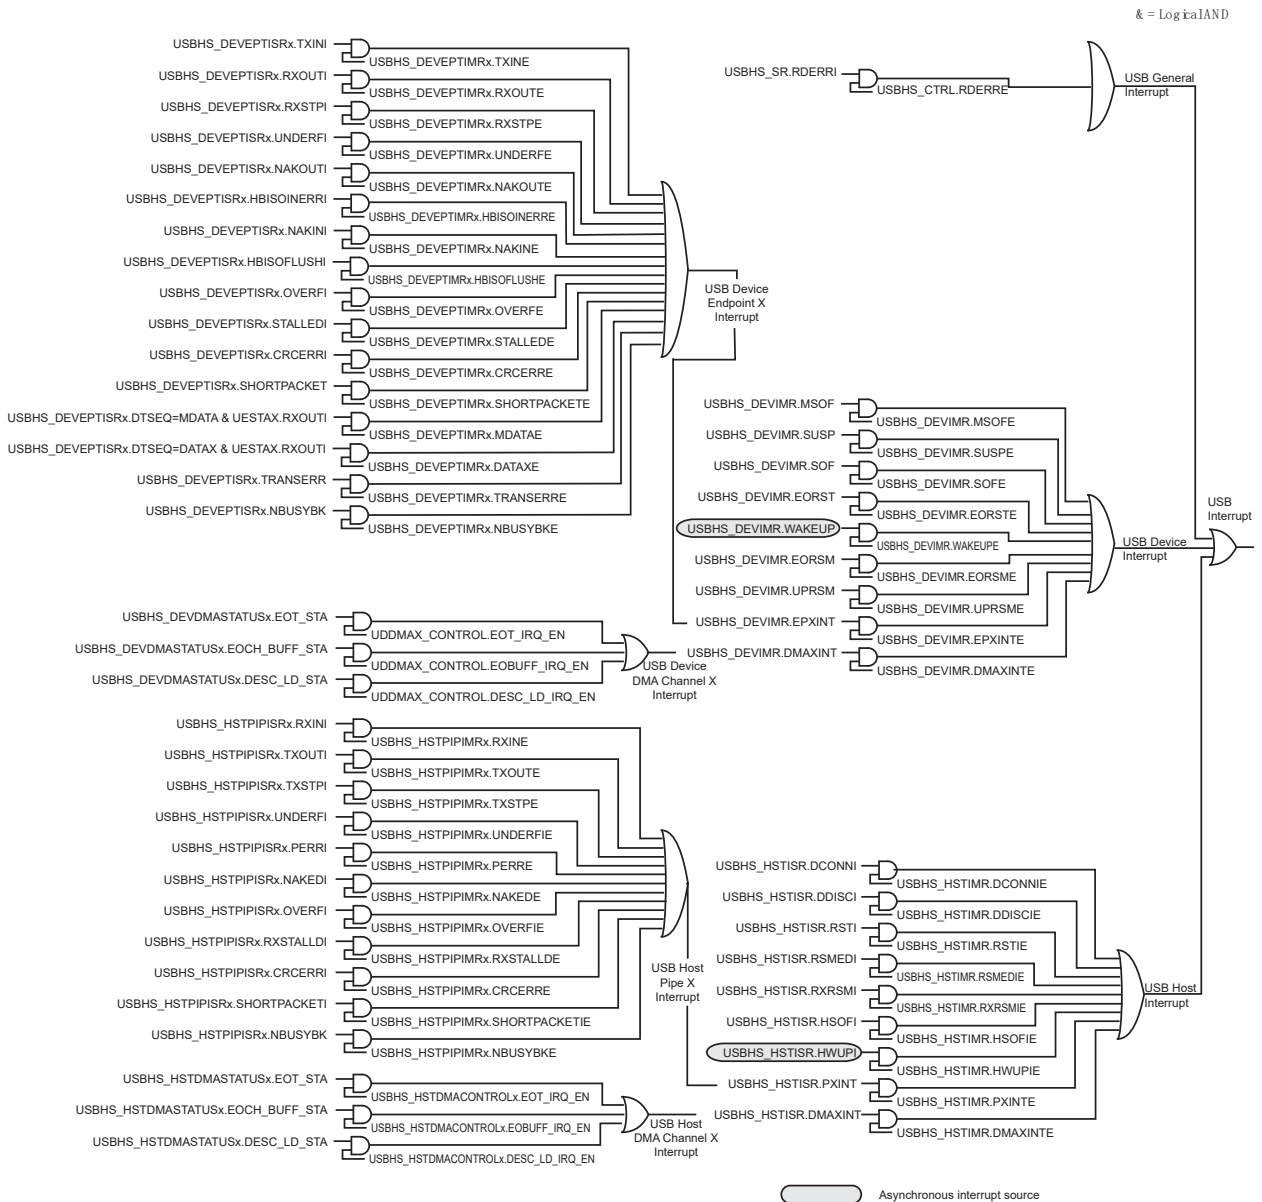 & = LogicalAND
USBHS_DEVEPTISRx.TXINI
USBHS_DEVEPTIMRx.TXINE
USBHS_DEVEPTISRx.RXOUTI
USBHS_DEVEPTIMRx.RXOUTE
USBHS_DEVEPTISRx.RXSTPI
USBHS_DEVEPTIMRx.RXSTPE
USBHS_DEVEPTISRx.UNDERFI
USBHS_DEVEPTIMRx.UNDERFE
USBHS_DEVEPTISRx.NAKOUTI
USBHS_DEVEPTIMRx.NAKOUTE
USBHS_DEVEPTISRx.HBISOINERRI
USBHS_DEVEPTIMRx.HBISOINERRE
USBHS_DEVEPTISRx.NAKINI
USBHS_DEVEPTIMRx.NAKINE
USBHS_DEVEPTISRx.HBISOFLUSHI
USBHS_DEVEPTIMRx.HBISOFLUSHE
USBHS_DEVEPTISRx.OVERFI
USBHS_DEVEPTIMRx.OVERFE
USBHS_DEVEPTISRx.STALLEDI
USBHS_DEVEPTIMRx.STALLEDE
USBHS_DEVEPTISRx.CRCERRI
USBHS_DEVEPTIMRx.CRCERRE
USBHS_DEVEPTISRx.SHORTPACKET
USBHS_DEVEPTIMRx.SHORTPACKETE
USBHS_DEVEPTISRx.DTSEQ=MDATA & UESTAX.RXOUTI
USBHS_DEVEPTIMRx.MDATAE
USBHS_DEVEPTISRx.DTSEQ=DATAX & UESTAX.RXOUTI
USBHS_DEVEPTIMRx.DATAXE
USBHS_DEVEPTISRx.TRANSERR
USBHS_DEVEPTIMRx.TRANSERRE
USBHS_DEVEPTISRx.NBUSYBK
USBHS_DEVEPTIMRx.NBUSYBKE
USB Device
Endpoint X
Interrupt
USBHS_SR.RDERRI
USBHS_CTRL.RDERRE
USB General
Interrupt
USBHS_DEVIMR.MSOF
USBHS_DEVIMR.MSOFE
USBHS_DEVIMR.SUSP
USBHS_DEVIMR.SUSPE
USBHS_DEVIMR.SOF
USBHS_DEVIMR.SOFE
USBHS_DEVIMR.EORST
USBHS_DEVIMR.EORSTE
USBHS_DEVIMR.WAKEUP
USBHS_DEVIMR.WAKEUPE
USBHS_DEVIMR.EORSM
USBHS_DEVIMR.EORSME
USBHS_DEVIMR.UPRSM
USBHS_DEVIMR.UPRSME
USBHS_DEVIMR.EPXINT
USBHS_DEVIMR.EPXINTE
USBHS_DEVIMR.DMAXINT
USBHS_DEVIMR.DMAXINTE
USB Device
Interrupt
USB
Interrupt
USBHS_DEVDMASTATUSx.EOT_STA
UDDMAX_CONTROL.EOT_IRQ_EN
USBHS_DEVDMASTATUSx.EOCH_BUFF_STA
UDDMAX_CONTROL.EOBUFF_IRQ_EN
USBHS_DEVDMASTATUSx.DESC_LD_STA
UDDMAX_CONTROL.DESC_LD_IRQ_EN
USB Device
DMA Channel X
Interrupt
USBHS_HSTPIPISRx.RXINI
USBHS_HSTPIPIMRx.RXINE
USBHS_HSTPIPISRx.TXOUTI
USBHS_HSTPIPIMRx.TXOUTE
USBHS_HSTPIPISRx.TXSTPI
USBHS_HSTPIPIMRx.TXSTPE
USBHS_HSTPIPISRx.UNDERFI
USBHS_HSTPIPIMRx.UNDERFIE
USBHS_HSTPIPISRx.PERRI
USBHS_HSTPIPIMRx.PERRE
USBHS_HSTPIPISRx.NAKEDI
USBHS_HSTPIPIMRx.NAKEDE
USBHS_HSTPIPISRx.OVERFI
USBHS_HSTPIPIMRx.OVERFIE
USBHS_HSTPIPISRx.RXSTALLDI
USBHS_HSTPIPIMRx.RXSTALLDE
USBHS_HSTPIPISRx.CRCERRI
USBHS_HSTPIPIMRx.CRCERRE
USBHS_HSTPIPISRx.SHORTPACKETI
USBHS_HSTPIPIMRx.SHORTPACKETIE
USBHS_HSTPIPISRx.NBUSYBK
USBHS_HSTPIPIMRx.NBUSYBKE
USB Host
Pipe X
Interrupt
USBHS_HSTISR.DCONNI
USBHS_HSTIMR.DCONNIE
USBHS_HSTISR.DDISCI
USBHS_HSTIMR.DDISCIE
USBHS_HSTISR.RSTI
USBHS_HSTIMR.RSTIE
USBHS_HSTISR.RSMEDI
USBHS_HSTIMR.RSMEDIE
USBHS_HSTISR.RXRSMI
USBHS_HSTIMR.RXRSMIE
USBHS_HSTISR.HSOFI
USBHS_HSTIMR.HSOFIE
USBHS_HSTISR.HWUPI
USBHS_HSTIMR.HWUPIE
USBHS_HSTISR.PXINT
USBHS_HSTIMR.PXINTE
USBHS_HSTISR.DMAXINT
USBHS_HSTIMR.DMAXINTE
USB Host
Interrupt
USBHS_HSTDMASTATUSx.EOT_STA
USBHS_HSTDMACONTROLx.EOT_IRQ_EN
USBHS_HSTDMASTATUSx.EOCH_BUFF_STA
USBHS_HSTDMACONTROLx.EOBUFF_IRQ_EN
USBHS_HSTDMASTATUSx.DESC_LD_STA
USBHS_HSTDMACONTROLx.DESC_LD_IRQ_EN
USB Host
DMA Channel X
Interrupt
Asynchronous interrupt source